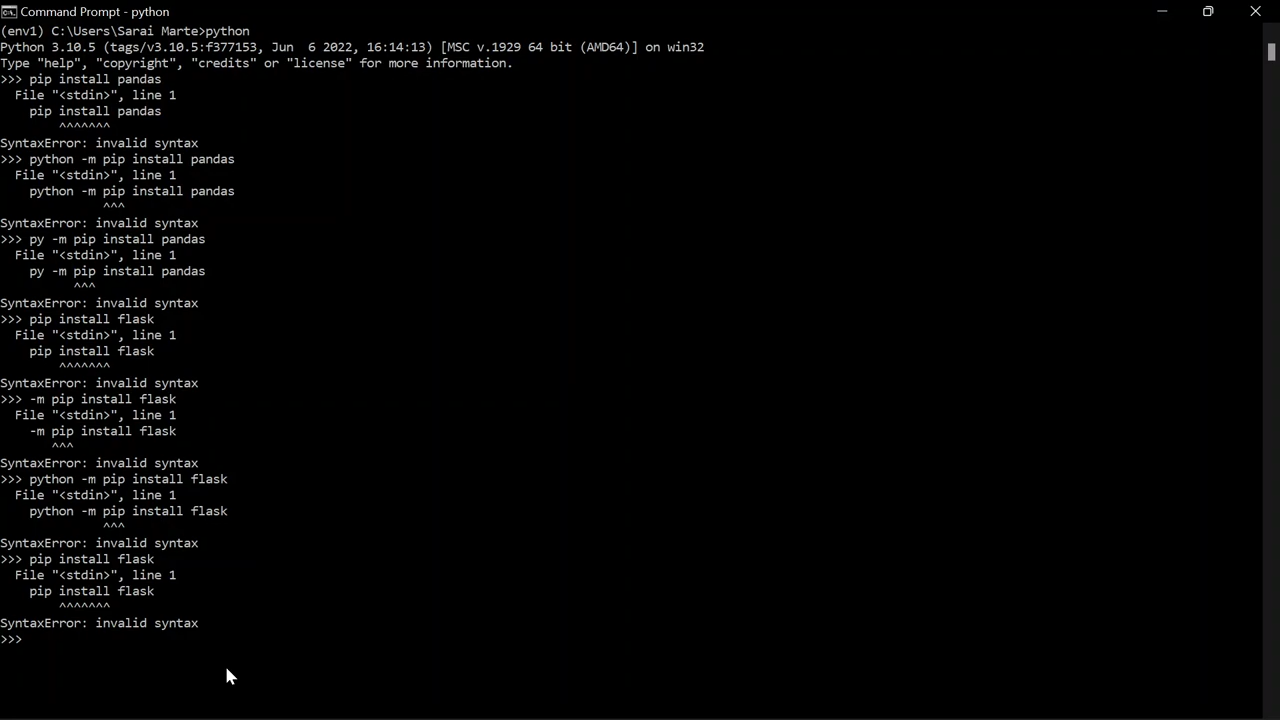 Command Prompt - python
(env1) C:\Users\Sarai Marte>python
Python 3.10.5 (tags/v3.10.5:f377153, Jun  6 2022, 16:14:13) [MSC v.1929 64 bit (AMD64)] on win32
Type "help", "copyright", "credits" or "license" for more information.
>>> pip install pandas
  File "<stdin>", line 1
    pip install pandas
        ^^^^^^^
SyntaxError: invalid syntax
>>> python -m pip install pandas
  File "<stdin>", line 1
    python -m pip install pandas
              ^^^
SyntaxError: invalid syntax
>>> py -m pip install pandas
  File "<stdin>", line 1
    py -m pip install pandas
          ^^^
SyntaxError: invalid syntax
>>> pip install flask
  File "<stdin>", line 1
    pip install flask
        ^^^^^^^
SyntaxError: invalid syntax
>>> -m pip install flask
  File "<stdin>", line 1
    -m pip install flask
       ^^^
SyntaxError: invalid syntax
>>> python -m pip install flask
  File "<stdin>", line 1
    python -m pip install flask
              ^^^
SyntaxError: invalid syntax
>>> pip install flask
  File "<stdin>", line 1
    pip install flask
        ^^^^^^^
SyntaxError: invalid syntax
>>>